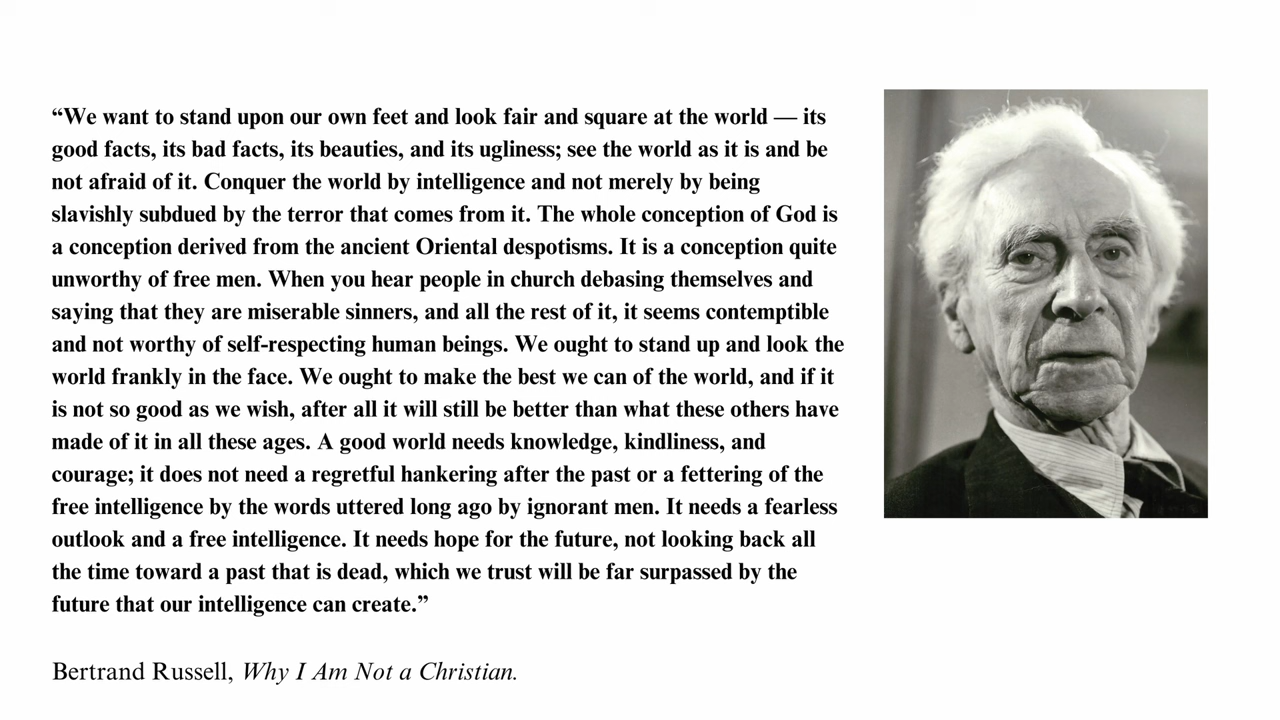 “We want to stand upon our own feet and look fair and square at the world — its
good facts, its bad facts, its beauties, and its ugliness; see the world as it is and be
not afraid of it. Conquer the world by intelligence and not merely by being
slavishly subdued by the terror that comes from it. The whole conception of God is
a conception derived from the ancient Oriental despotisms. It is a conception quite
unworthy of free men. When you hear people in church debasing themselves and
saying that they are miserable sinners, and all the rest of it, it seems contemptible
and not worthy of self-respecting human beings. We ought to stand up and look the
world frankly in the face. We ought to make the best we can of the world, and if it
is not so good as we wish, after all it will still be better than what these others have
made of it in all these ages. A good world needs knowledge, kindliness, and
courage; it does not need a regretful hankering after the past or a fettering of the
free intelligence by the words uttered long ago by ignorant men. It needs a fearless
outlook and a free intelligence. It needs hope for the future, not looking back all
the time toward a past that is dead, which we trust will be far surpassed by the
future that our intelligence can create.”
Bertrand Russell, Why I Am Not a Christian.